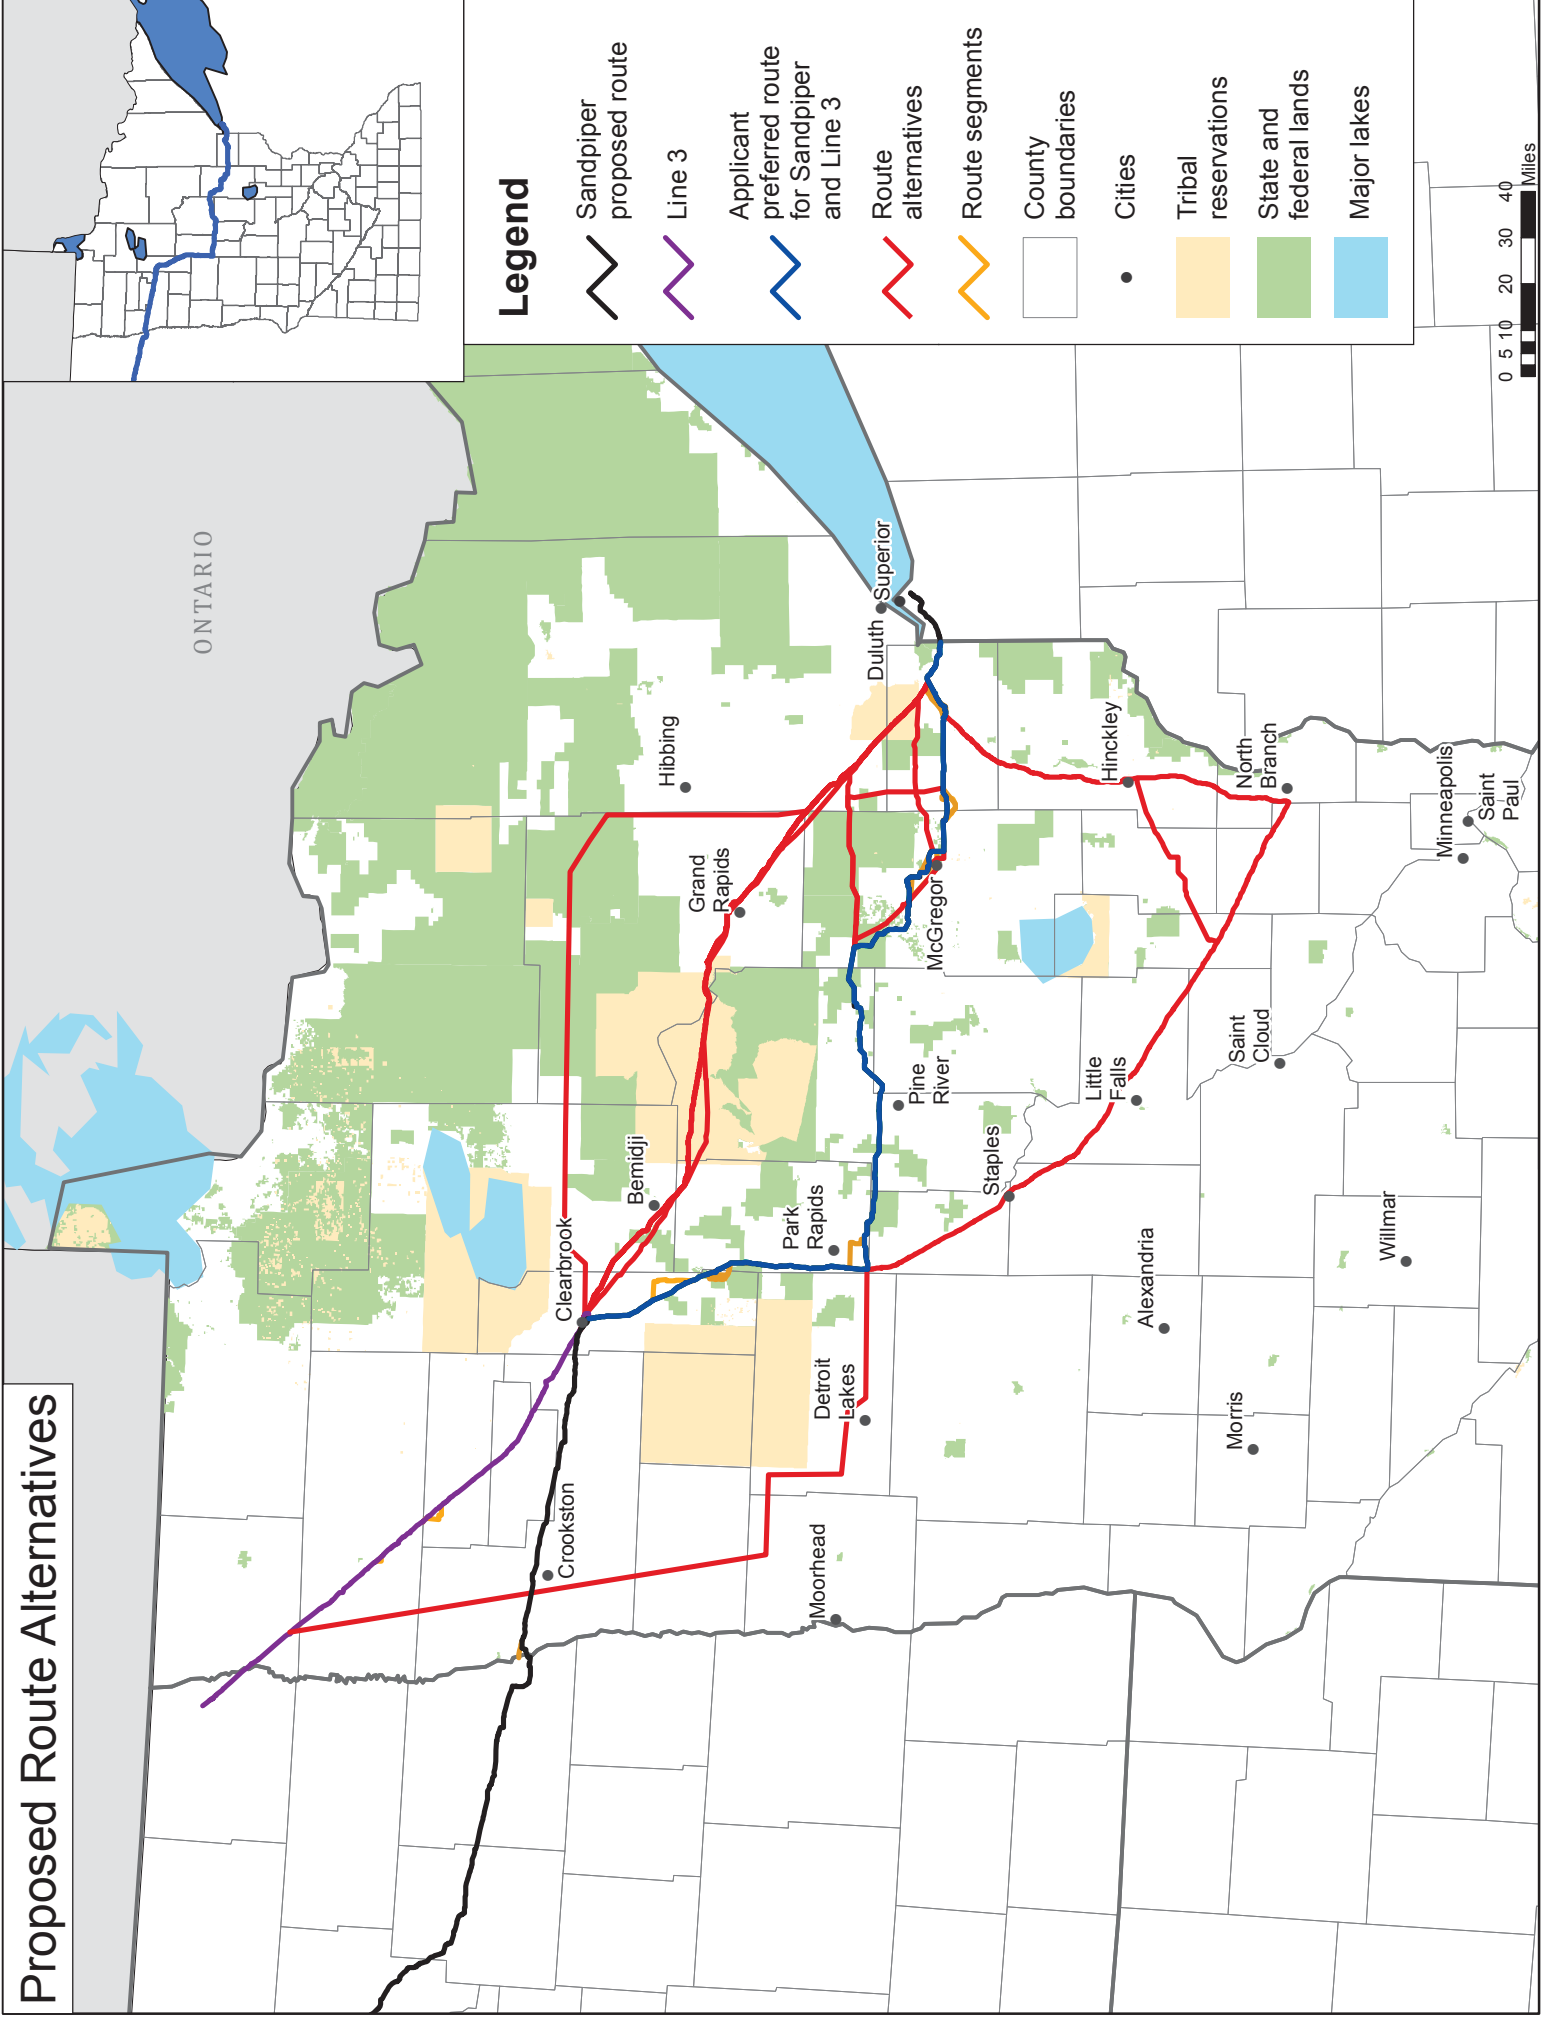 Proposed Route Alternatives
ONTARIO
Clearbrook
Crookston
Bemidji
Grand
Rapids
Hibbing
Duluth
Superior
Moorhead
Detroit
Lakes
Park
Rapids
Pine
River
McGregor
Staples
Little
Falls
Hinckley
North
Branch
Alexandria
Morris
Saint
Cloud
Wilmar
Minneapolis
Saint
Paul
Legend
Sandpiper
proposed route
Line 3
Applicant
preferred route
for Sandpiper
and Line 3
Route
alternatives
Route segments
County
boundaries
Cities
Tribal
reservations
State and
federal lands
Major lakes
0 5 10 20 30 40
Miles